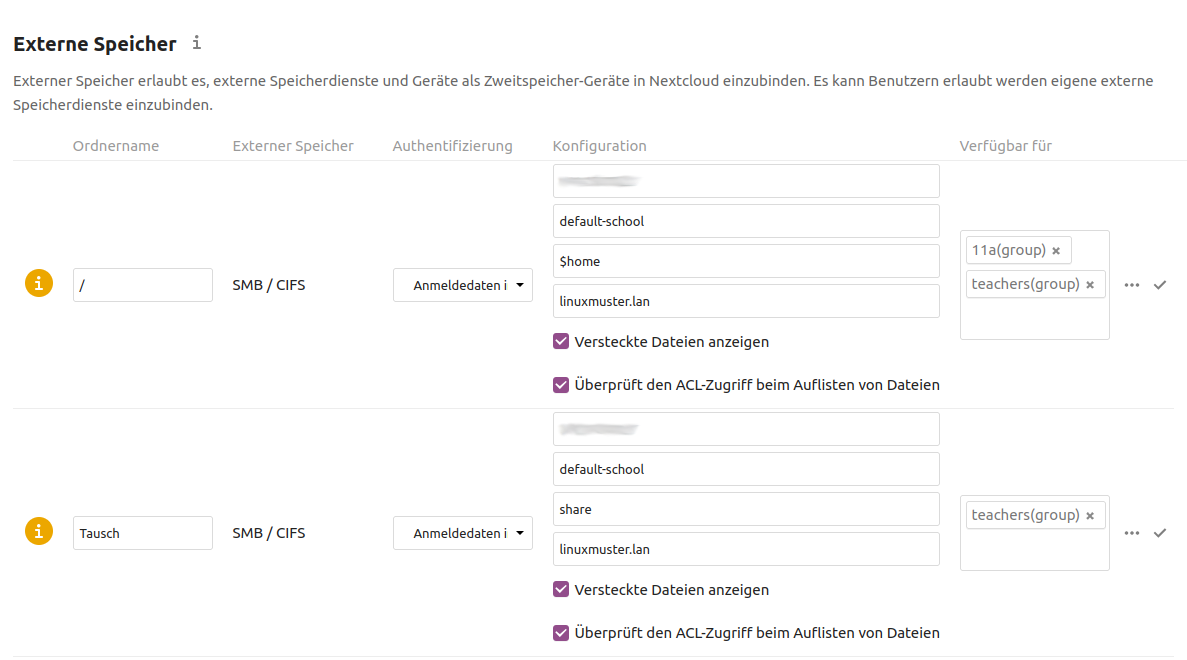 Externe Speicher
Externer Speicher erlaubt es, externe Speicherdienste und Geräte als Zweitspeicher-Geräte in Nextcloud einzubinden. Es kann Benutzern erlaubt werden eigene externe
Speicherdienste einzubinden.
Ordnername Externer Speicher Authentifizierung Konfiguration Verfügbar für
default-school
$home
linuxmuster.lan
/ SMB / CIFS Anmeldedaten i
11a(group) ×
teachers(group) ×
Versteckte Dateien anzeigen
Überprüft den ACL-Zugriff beim Auflisten von Dateien
default-school
share
linuxmuster.lan
Tausch SMB / CIFS Anmeldedaten i
teachers(group) ×
Versteckte Dateien anzeigen
Überprüft den ACL-Zugriff beim Auflisten von Dateien